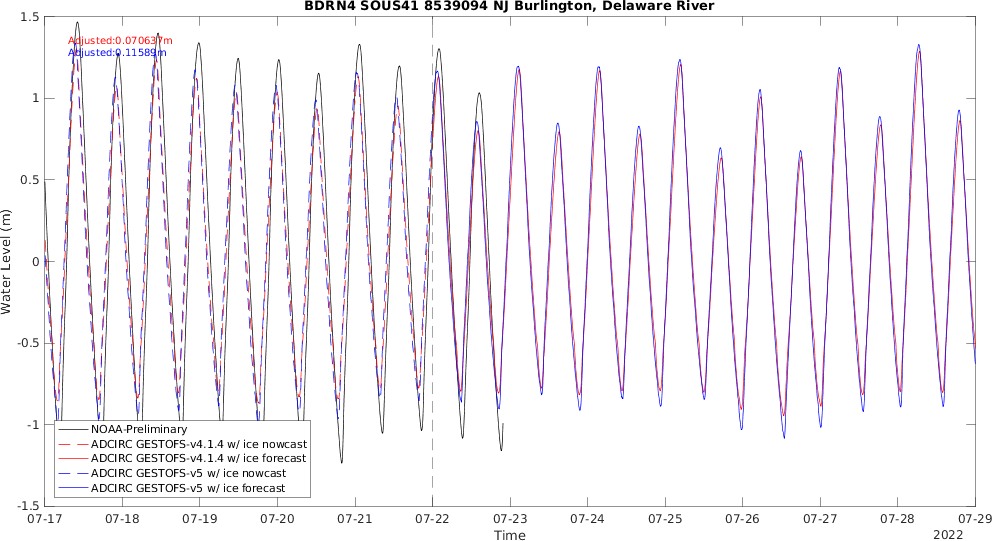 BDRN4 SOUS41 8539094 NJ Burlington, Delaware River
Adjusted:0.070637m
Adjusted:0.11589m
Water Level (m)
1.5
1
0.5
0
-0.5
-1
-1.5
NOAA-Preliminary
ADCIRC GESTOFS-v4.1.4 w/ ice nowcast
ADCIRC GESTOFS-v4.1.4 w/ ice forecast
ADCIRC GESTOFS-v5 w/ ice nowcast
ADCIRC GESTOFS-v5 w/ ice forecast
07-17 07-18 07-19 07-20 07-21 07-22 07-23 07-24 07-25 07-26 07-27 07-28 07-29
Time
2022